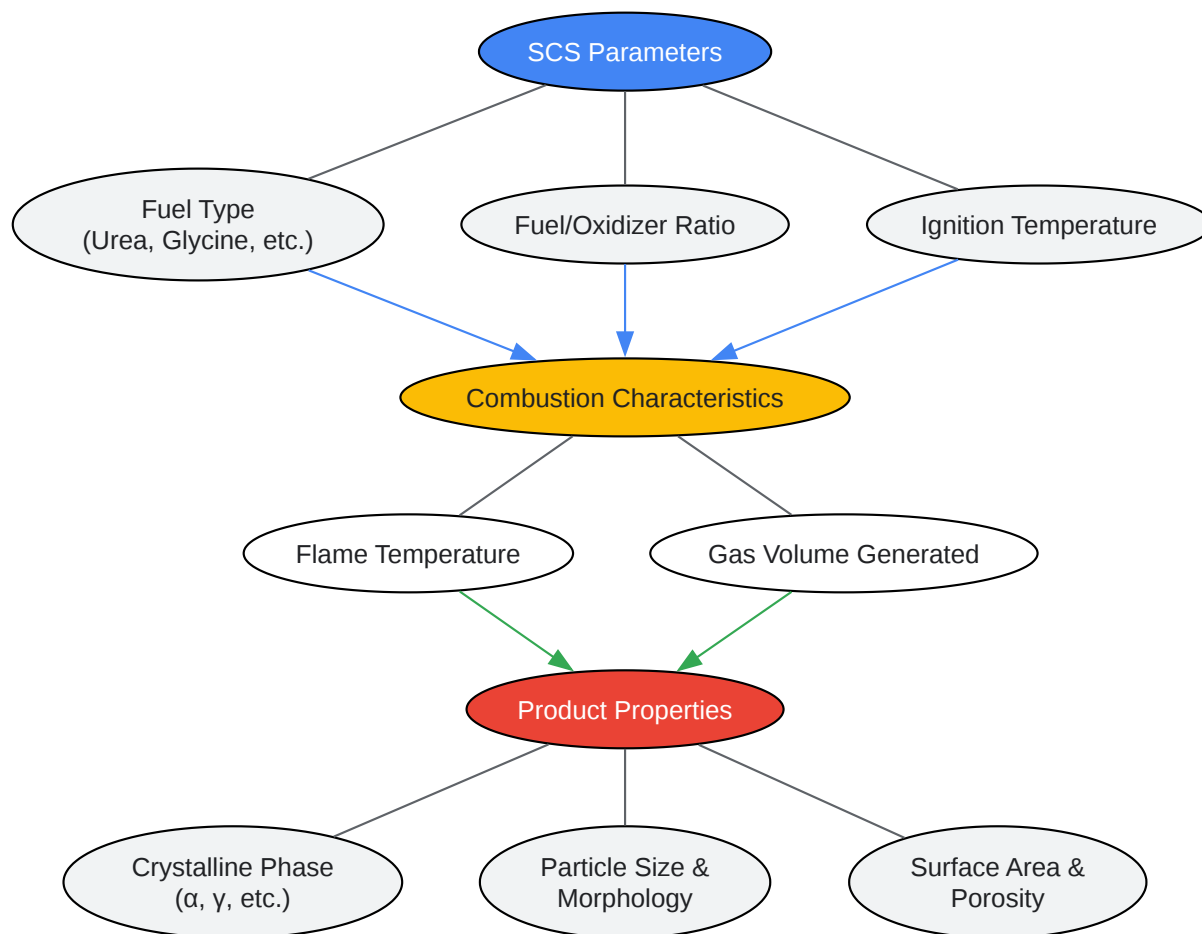 SCS Parameters
Fuel Type
(Urea, Glycine, etc.)
Fuel/Oxidizer Ratio
Ignition Temperature
Combustion Characteristics
Flame Temperature
Gas Volume Generated
Product Properties
Crystalline Phase
(α, γ, etc.)
Particle Size &
Morphology
Surface Area &
Porosity